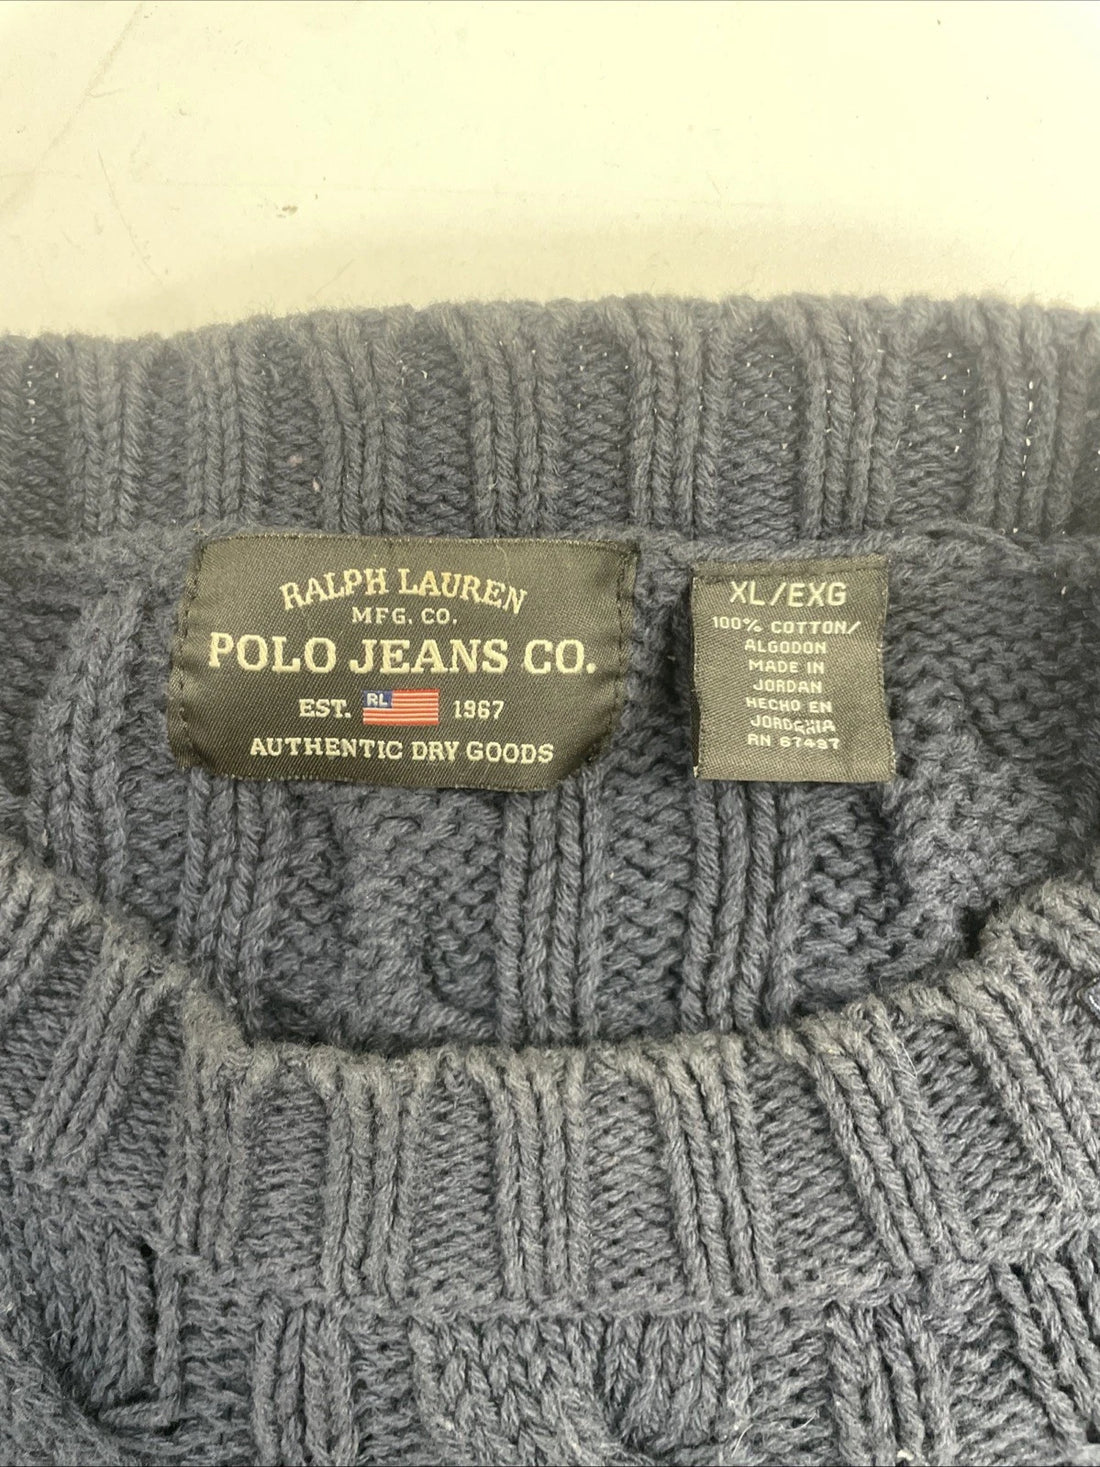 RALPH LAUREN
MFG. CO.
POLO JEANS CO.
EST. RL 1967
AUTHENTIC DRY GOODS
XL/EXG
100% COTTON/
ALGODON
MADE IN
JORDAN
HECHO EN
JORDANIA
RN 67497